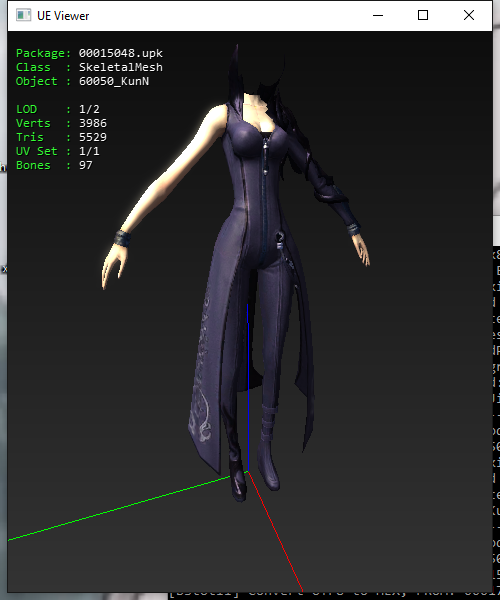 UE Viewer
Package: 00015048.upk
Class : SkeletalMesh
Object : 60050_KunN
LOD : 1/2
Verts : 3986
Tris : 5529
UV Set : 1/1
Bones : 97